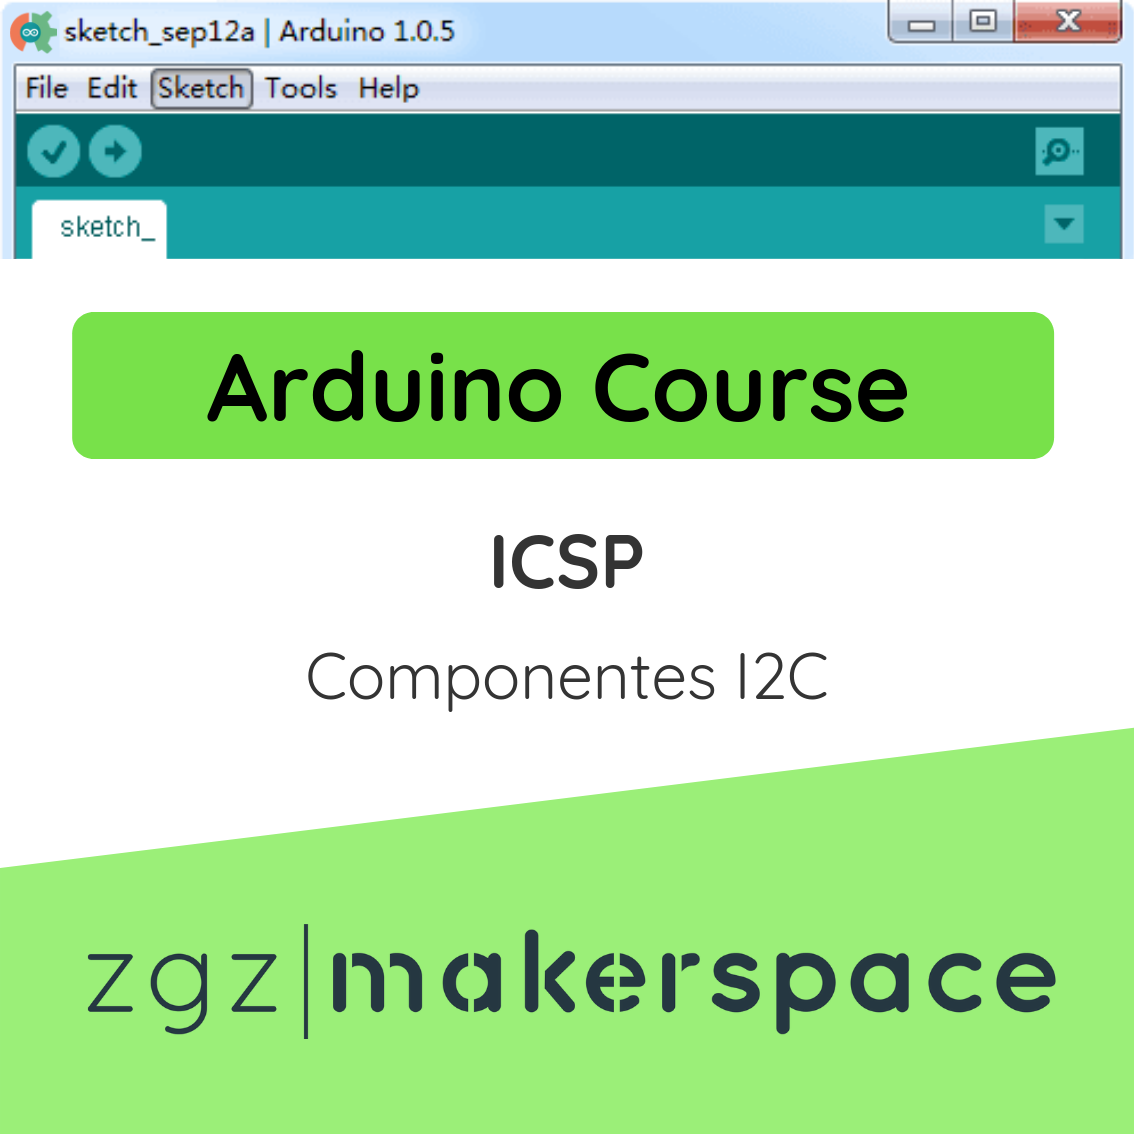 sketch_sep12a | Arduino 1.0.5
File Edit Sketch Tools Help
sketch_
Arduino Course
ICSP
Componentes I2C
zgz|makerspace